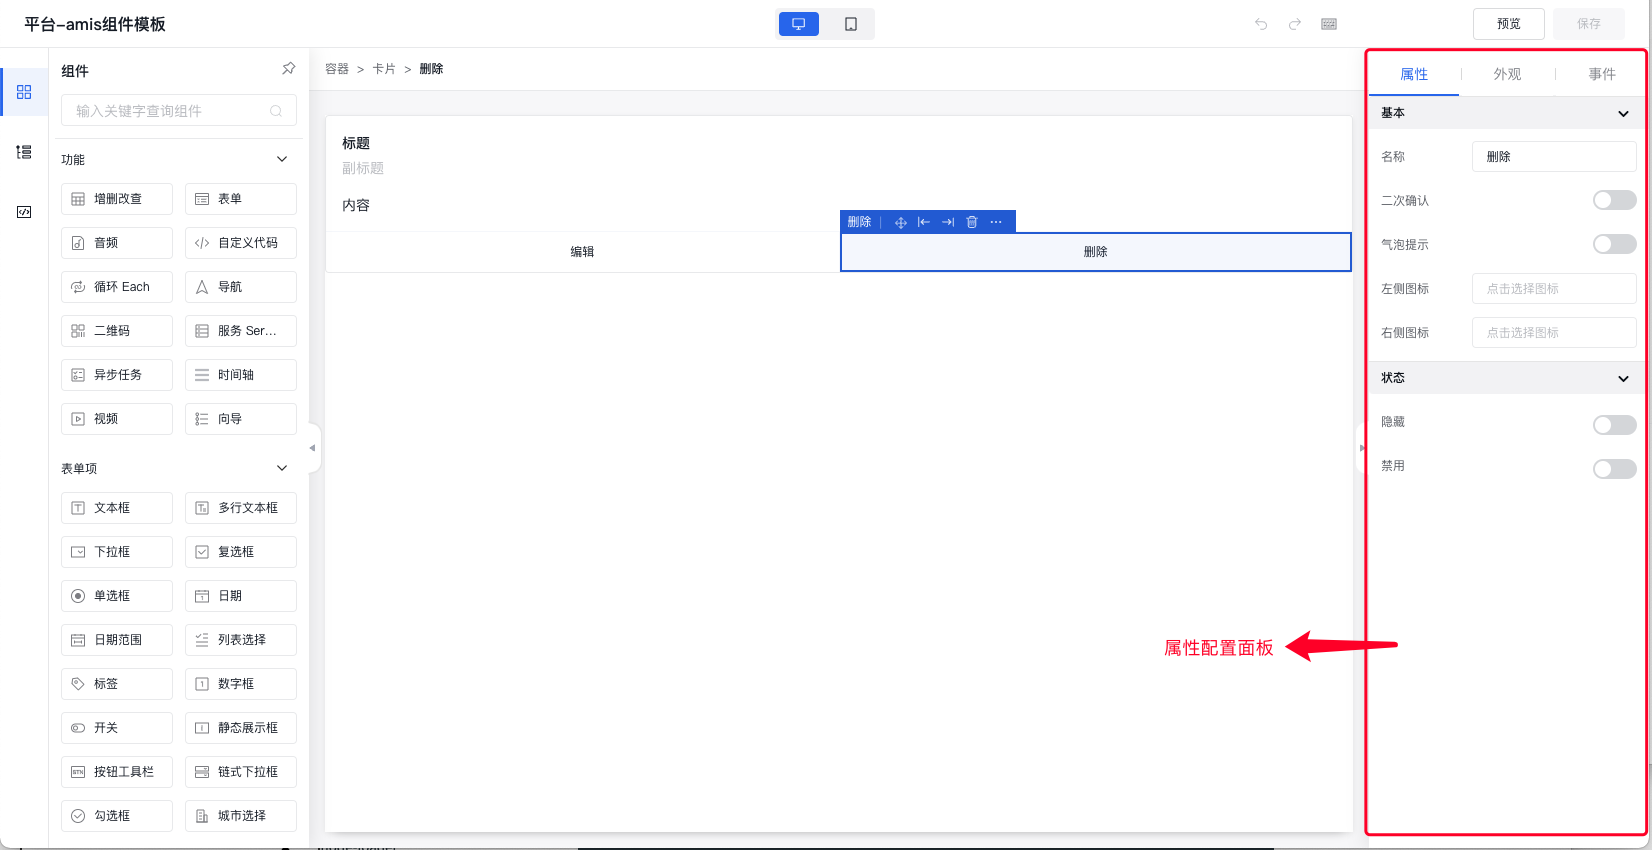 平台-amis组件模板
预览
保存
组件
输入关键字查询组件
功能
增删改查
表单
音频
自定义代码
循环 Each
导航
二维码
服务 Ser...
异步任务
时间轴
视频
向导
表单项
文本框
多行文本框
下拉框
复选框
单选框
日期
日期范围
列表选择
标签
数字框
开关
静态展示框
按钮工具栏
链式下拉框
勾选框
城市选择
容器 > 卡片 > 删除
标题
副标题
内容
删除
编辑
删除
属性配置面板
属性
外观
事件
基本
名称
删除
二次确认
气泡提示
左侧图标
点击选择图标
右侧图标
点击选择图标
状态
隐藏
禁用